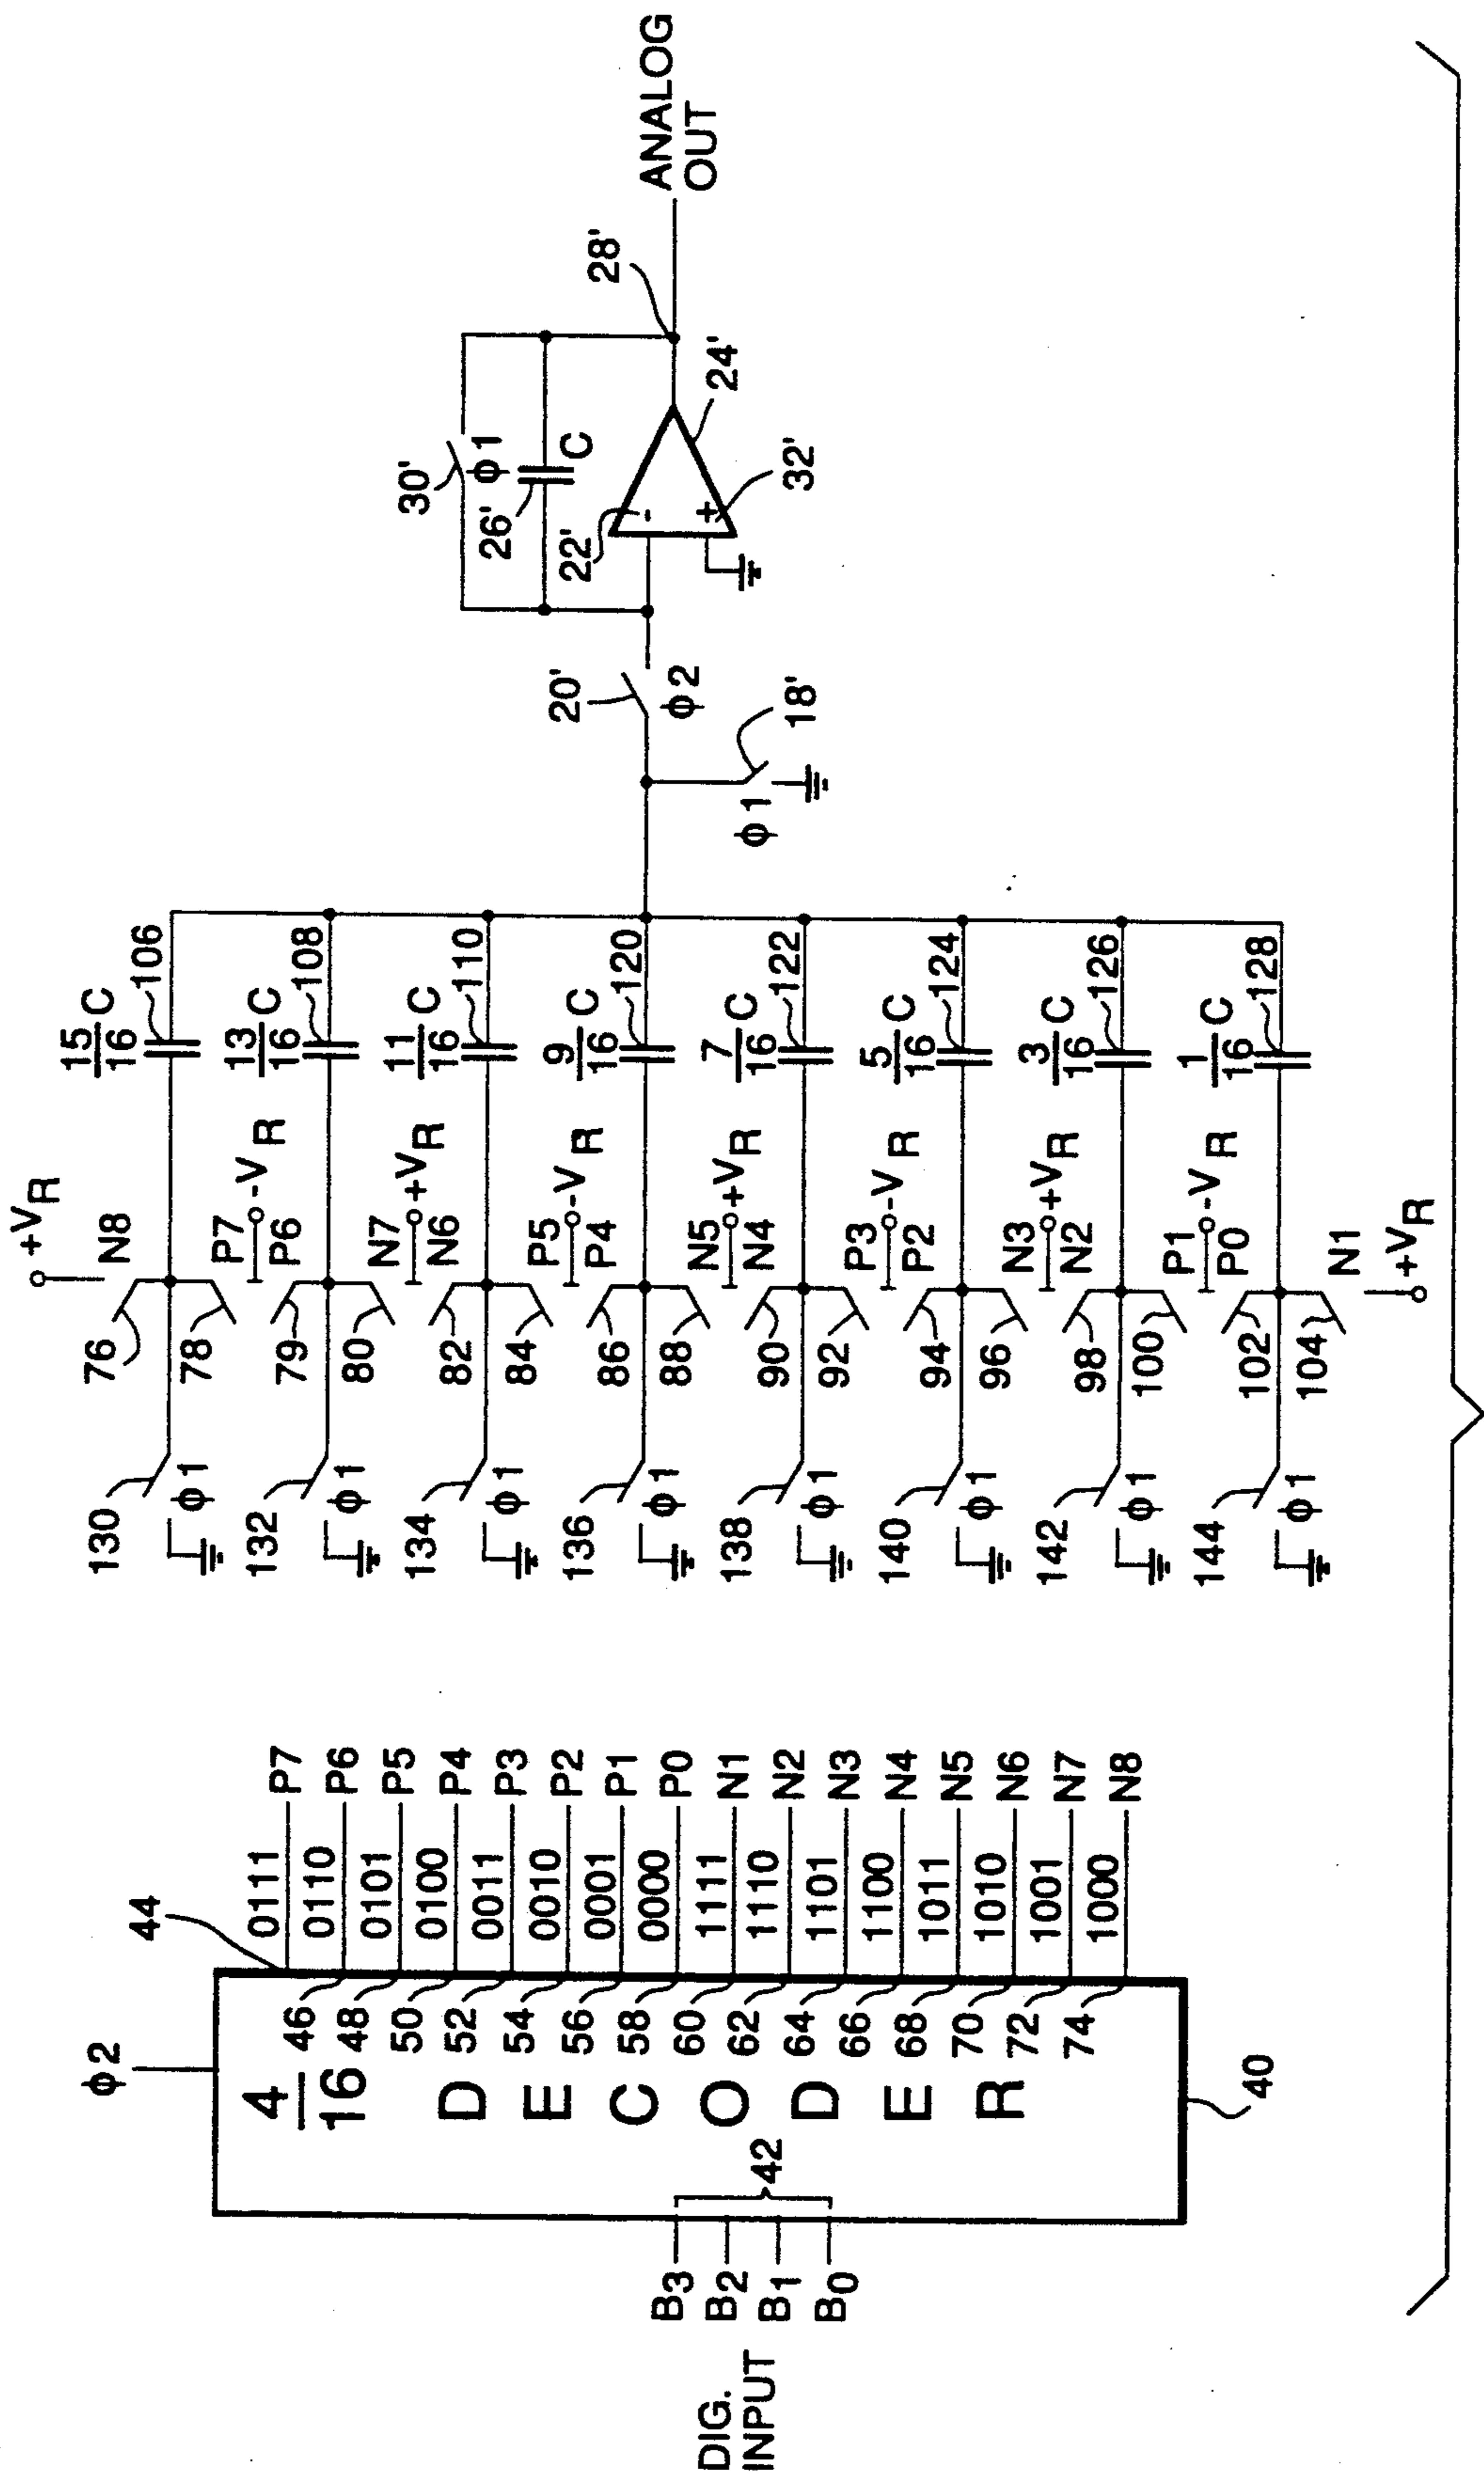 DIG.
INPUT
B3
B2
B1
B0
42
φ2
4/16
DECODER
40
44
46
48
50
52
54
56
58
60
62
64
66
68
70
72
74
0111 P7
0110 P6
0101 P5
0100 P4
0011 P3
0010 P2
0001 P1
0000 P0
1111 N1
1110 N2
1101 N3
1100 N4
1011 N5
1010 N6
1001 N7
1000 N8
130 φ1
132 φ1
134 φ1
136 φ1
138 φ1
140 φ1
142 φ1
144 φ1
+VR
76 N8
78 P7
-VR
79 P6
80 N7
+VR
82 N6
84 P5
-VR
86 P4
88 N5
+VR
90 N4
92 P3
-VR
94 P2
96 N3
+VR
98 N2
100 P1
-VR
102 P0
104 N1
+VR
15/16 C 106
13/16 C 108
11/16 C 110
9/16 C 120
7/16 C 122
5/16 C 124
3/16 C 126
1/16 C 128
φ1
18'
20'
φ2
30'
φ1
26'
C
22'
-
+
24'
32'
28'
ANALOG
OUT